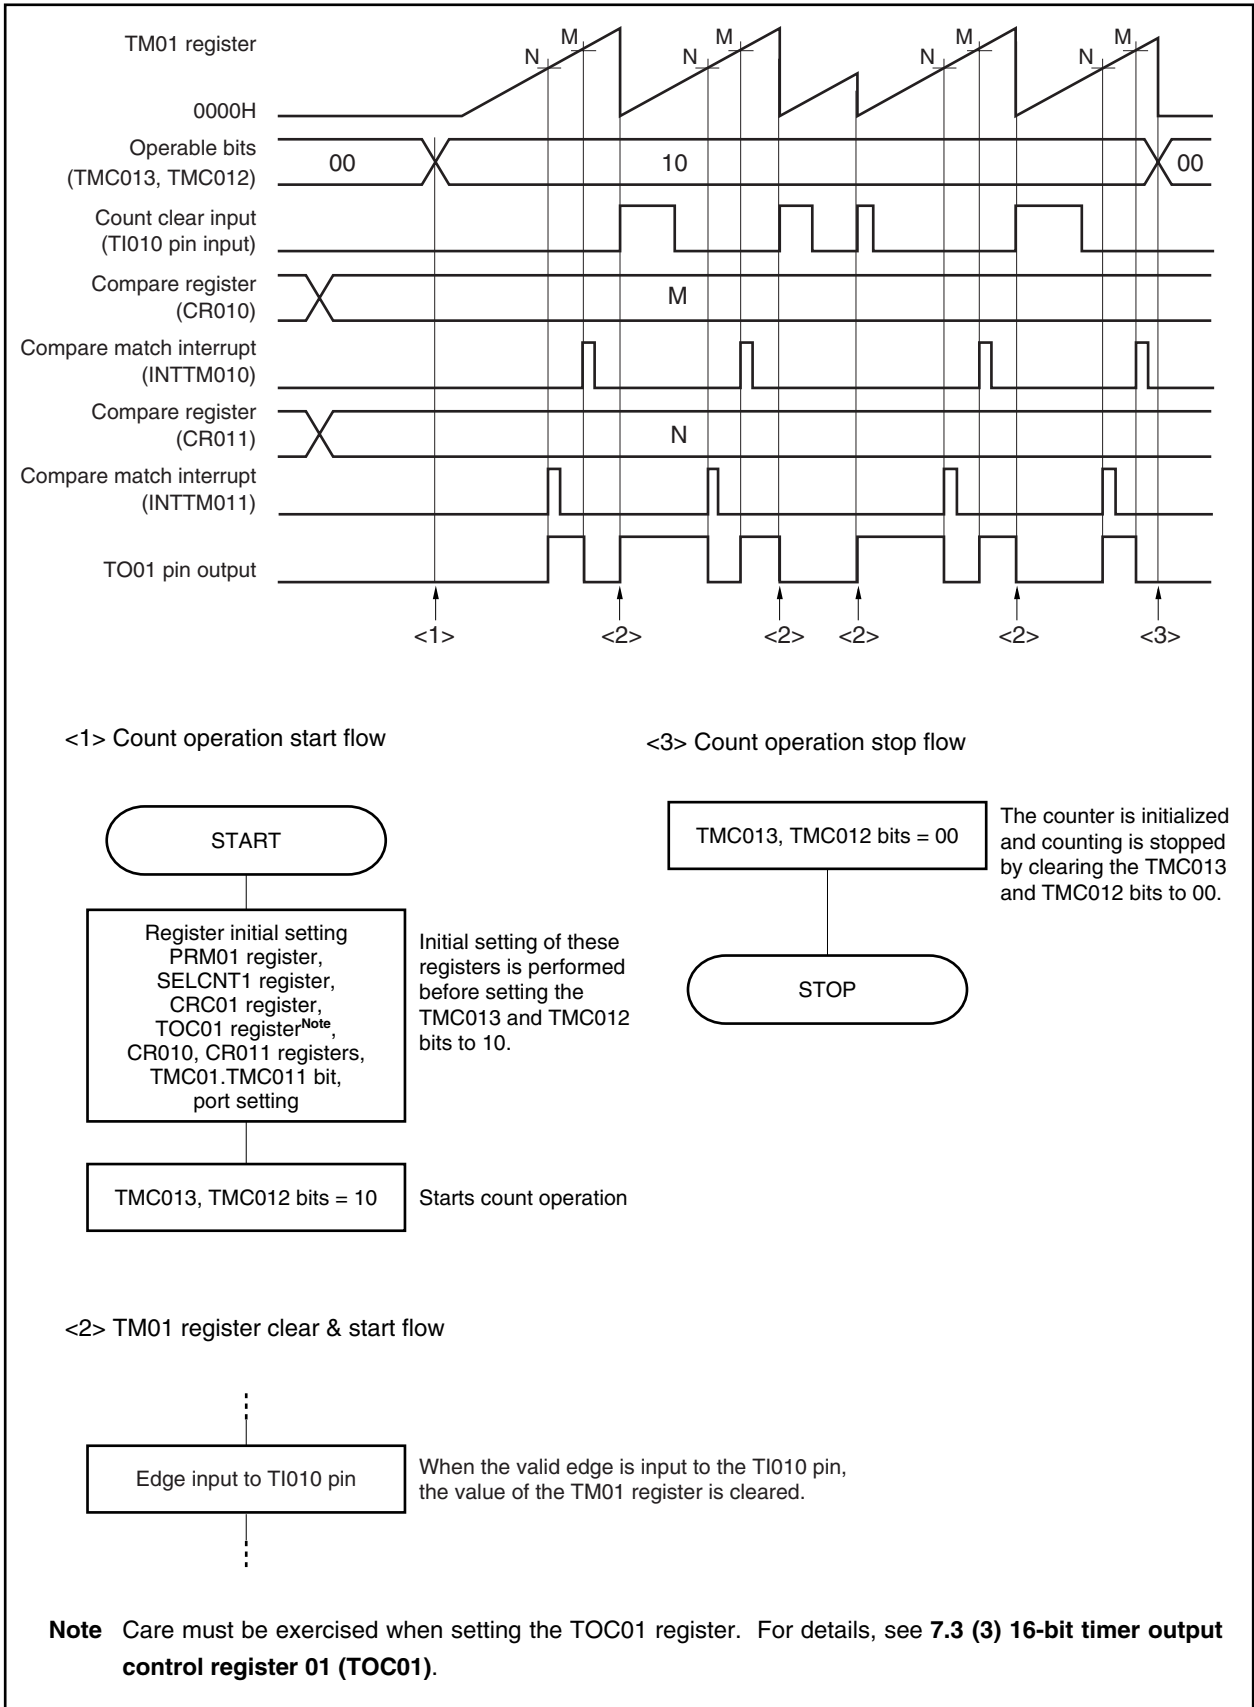 TM01 register
N M N M N M N M
0000H
Operable bits
(TMC013, TMC012)
00 10 00
Count clear input
(TI010 pin input)
Compare register
(CR010)
M
Compare match interrupt
(INTTM010)
Compare register
(CR011)
N
Compare match interrupt
(INTTM011)
TO01 pin output
<1> <2> <2> <2> <2> <3>
<1> Count operation start flow
START
Register initial setting
PRM01 register,
SELCNT1 register,
CRC01 register,
TOC01 registerNote,
CR010, CR011 registers,
TMC01.TMC011 bit,
port setting
Initial setting of these
registers is performed
before setting the
TMC013 and TMC012
bits to 10.
TMC013, TMC012 bits = 10
Starts count operation
<3> Count operation stop flow
TMC013, TMC012 bits = 00
The counter is initialized
and counting is stopped
by clearing the TMC013
and TMC012 bits to 00.
STOP
<2> TM01 register clear & start flow
Edge input to TI010 pin
When the valid edge is input to the TI010 pin,
the value of the TM01 register is cleared.
Note Care must be exercised when setting the TOC01 register. For details, see 7.3 (3) 16-bit timer output
control register 01 (TOC01).